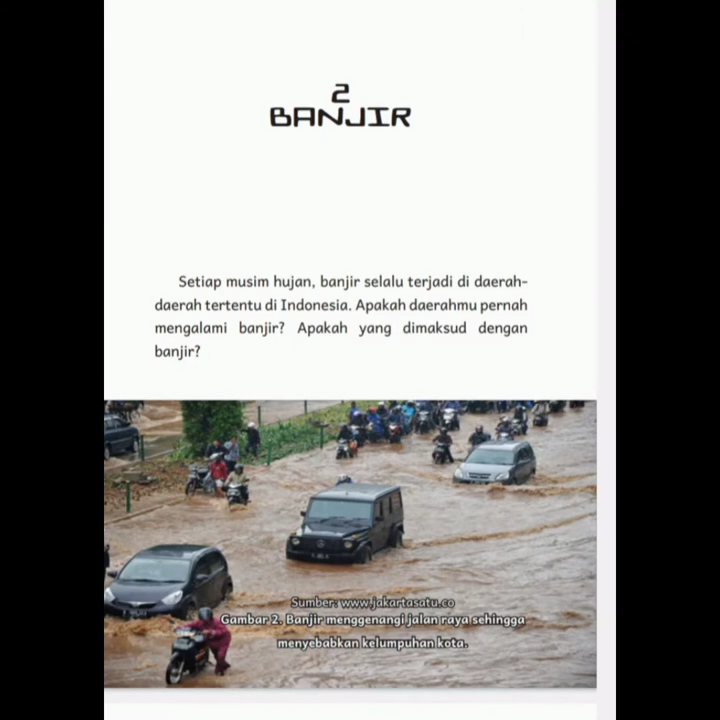 2
BANJIR
Setiap musim hujan, banjir selalu terjadi di daerah-
daerah tertentu di Indonesia. Apakah daerahmu pernah
mengalami banjir? Apakah yang dimaksud dengan
banjir?
Sumber: www.jakartasatu.co
Gambar 2. Banjir menggenangi jalan raya sehingga
menyebabkan kelumpuhan kota.